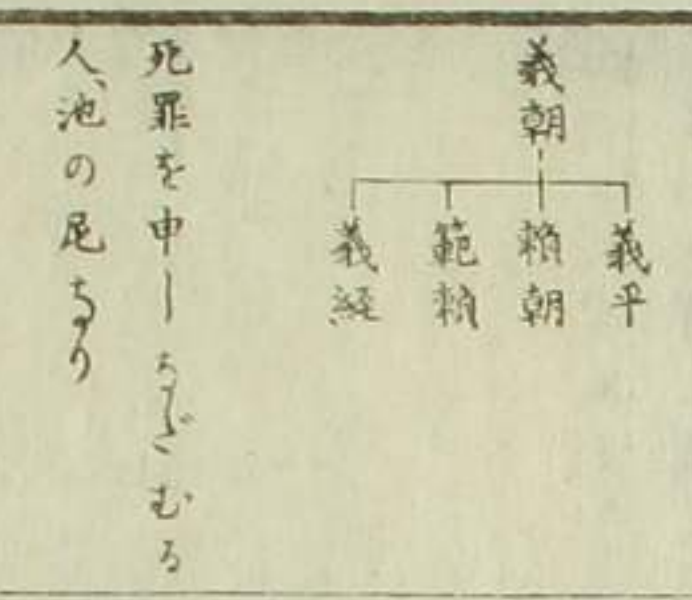 義朝
義平
頼朝
範頼
義経
死罪を申しなだむる
人、池の尼なり